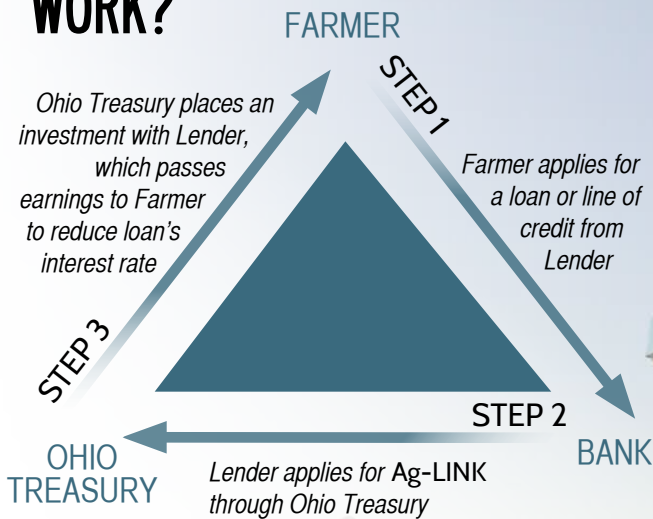 WORK?
FARMER
STEP 1
Farmer applies for
a loan or line of
credit from
Lender
STEP 2
BANK
Lender applies for Ag-LINK
through Ohio Treasury
OHIO
TREASURY
STEP 3
Ohio Treasury places an
investment with Lender,
which passes
earnings to Farmer
to reduce loan's
interest rate